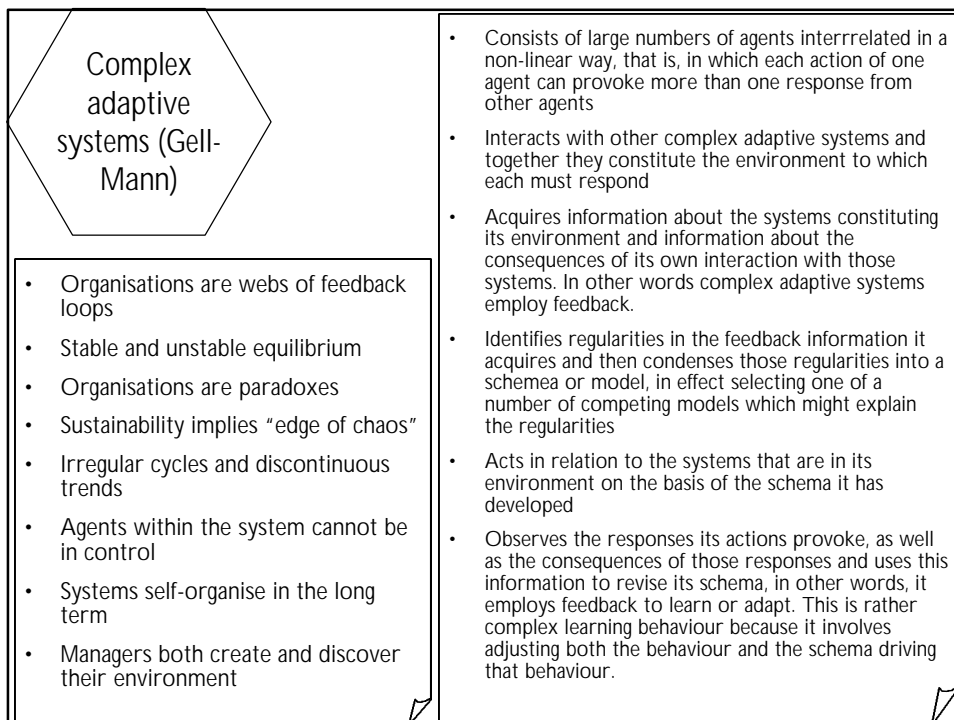 Complex
adaptive
systems (Gell-
Mann)
• Organisations are webs of feedback
loops
• Stable and unstable equilibrium
• Organisations are paradoxes
• Sustainability implies “edge of chaos”
• Irregular cycles and discontinuous
trends
• Agents within the system cannot be
in control
• Systems self-organise in the long
term
• Managers both create and discover
their environment
• Consists of large numbers of agents interrrelated in a
non-linear way, that is, in which each action of one
agent can provoke more than one response from
other agents
• Interacts with other complex adaptive systems and
together they constitute the environment to which
each must respond
• Acquires information about the systems constituting
its environment and information about the
consequences of its own interaction with those
systems. In other words complex adaptive systems
employ feedback.
• Identifies regularities in the feedback information it
acquires and then condenses those regularities into a
schemea or model, in effect selecting one of a
number of competing models which might explain
the regularities
• Acts in relation to the systems that are in its
environment on the basis of the schema it has
developed
• Observes the responses its actions provoke, as well
as the consequences of those responses and uses this
information to revise its schema, in other words, it
employs feedback to learn or adapt. This is rather
complex learning behaviour because it involves
adjusting both the behaviour and the schema driving
that behaviour.